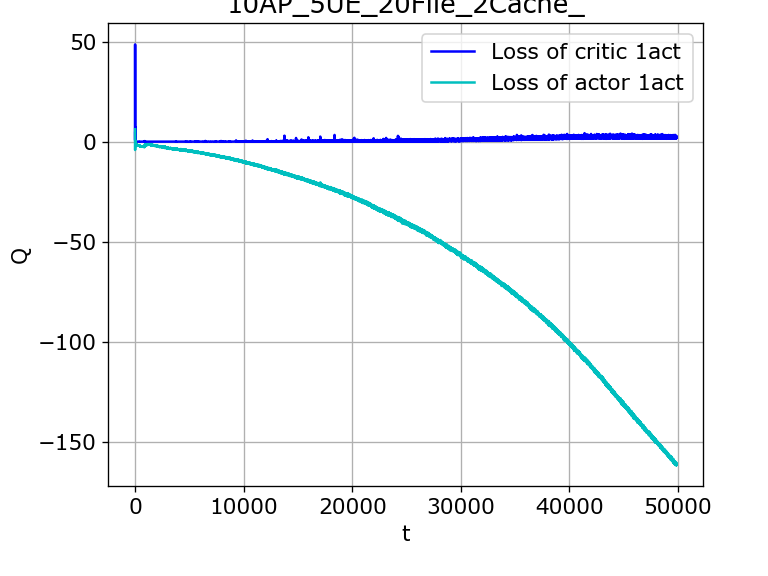 10AP_5UE_20File_2Cache_
Loss of critic 1act
Loss of actor 1act
50
0
−50
−100
−150
Q
0 10000 20000 30000 40000 50000
t